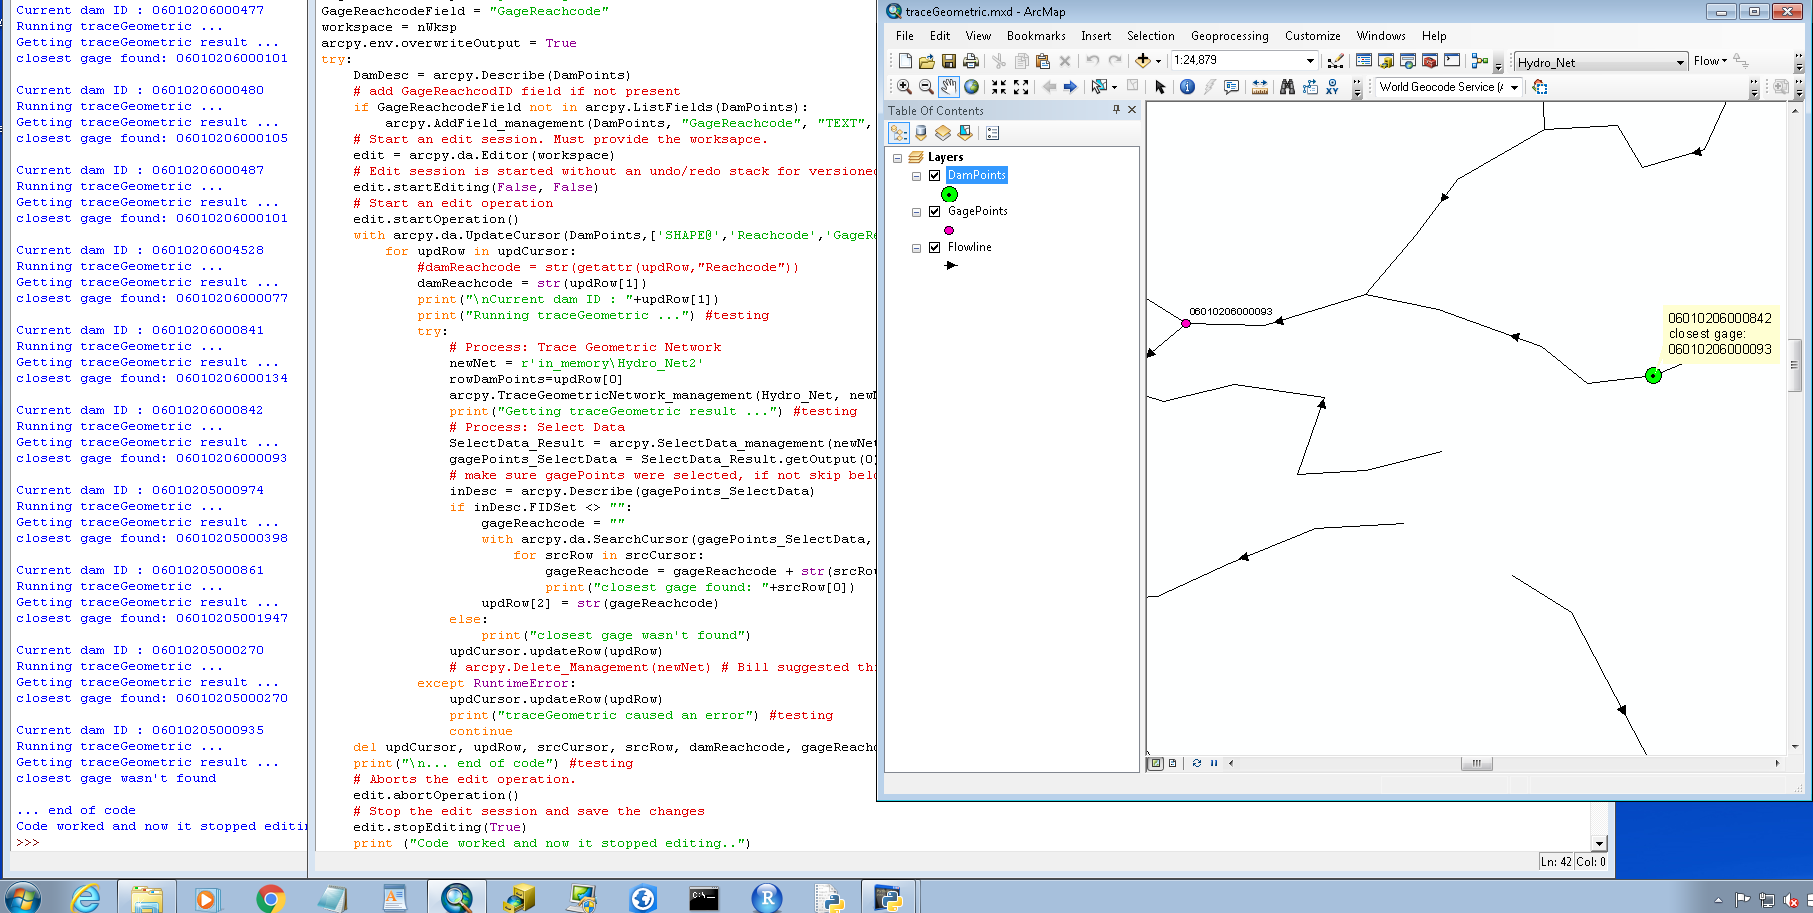 Current dam ID : 06010206000477
Running traceGeometric ...
Getting traceGeometric result ...
closest gage found: 06010206000101
Current dam ID : 06010206000480
Running traceGeometric ...
Getting traceGeometric result ...
closest gage found: 06010206000105
Current dam ID : 06010206000487
Running traceGeometric ...
Getting traceGeometric result ...
closest gage found: 06010206000101
Current dam ID : 06010206004528
Running traceGeometric ...
Getting traceGeometric result ...
closest gage found: 06010206000077
Current dam ID : 06010206000841
Running traceGeometric ...
Getting traceGeometric result ...
closest gage found: 06010206000134
Current dam ID : 06010206000842
Running traceGeometric ...
Getting traceGeometric result ...
closest gage found: 06010206000093
Current dam ID : 06010205000974
Running traceGeometric ...
Getting traceGeometric result ...
closest gage found: 06010205000398
Current dam ID : 06010205000861
Running traceGeometric ...
Getting traceGeometric result ...
closest gage found: 06010205001947
Current dam ID : 06010205000270
Running traceGeometric ...
Getting traceGeometric result ...
closest gage found: 06010205000270
Current dam ID : 06010205000935
Running traceGeometric ...
Getting traceGeometric result ...
closest gage wasn't found
... end of code
Code worked and now it stopped editin
>>>
GageReachcodeField = "GageReachcode"
workspace = nWksp
arcpy.env.overwriteOutput = True
try:
DamDesc = arcpy.Describe(DamPoints)
# add GageReachcodID field if not present
if GageReachcodeField not in arcpy.ListFields(DamPoints):
arcpy.AddField_management(DamPoints, "GageReachcode", "TEXT",
# Start an edit session. Must provide the worksapce.
edit = arcpy.da.Editor(workspace)
# Edit session is started without an undo/redo stack for versioned
edit.startEditing(False, False)
# Start an edit operation
edit.startOperation()
with arcpy.da.UpdateCursor(DamPoints,['SHAPE@','Reachcode','GageRe
for updRow in updCursor:
#damReachcode = str(getattr(updRow,"Reachcode"))
damReachcode = str(updRow[1])
print("\nCurrent dam ID : "+updRow[1])
print("Running traceGeometric ...") #testing
try:
# Process: Trace Geometric Network
newNet = r'in_memory\Hydro_Net2'
rowDamPoints=updRow[0]
arcpy.TraceGeometricNetwork_management(Hydro_Net, newN
print("Getting traceGeometric result ...") #testing
# Process: Select Data
SelectData_Result = arcpy.SelectData_management(newNet
gagePoints_SelectData = SelectData_Result.getOutput(0)
# make sure gagePoints were selected, if not skip belo
inDesc = arcpy.Describe(gagePoints_SelectData)
if inDesc.FIDSet <> "":
gageReachcode = ""
with arcpy.da.SearchCursor(gagePoints_SelectData,
for srcRow in srcCursor:
gageReachcode = gageReachcode + str(srcRow
print("closest gage found: "+srcRow[0])
updRow[2] = str(gageReachcode)
else:
print("closest gage wasn't found")
updCursor.updateRow(updRow)
# arcpy.Delete_Management(newNet) # Bill suggested thi
except RuntimeError:
updCursor.updateRow(updRow)
print("traceGeometric caused an error") #testing
continue
del updCursor, updRow, srcCursor, srcRow, damReachcode, gageReachc
print("\n... end of code") #testing
# Aborts the edit operation.
edit.abortOperation()
# Stop the edit session and save the changes
edit.stopEditing(True)
print ("Code worked and now it stopped editing..")
Ln: 42 Col: 0
traceGeometric.mxd - ArcMap
File Edit View Bookmarks Insert Selection Geoprocessing Customize Windows Help
1:24,879
Hydro_Net
Flow
World Geocode Service (A
Table Of Contents
Layers
DamPoints
GagePoints
Flowline
06010206000093
06010206000842
closest gage:
06010206000093